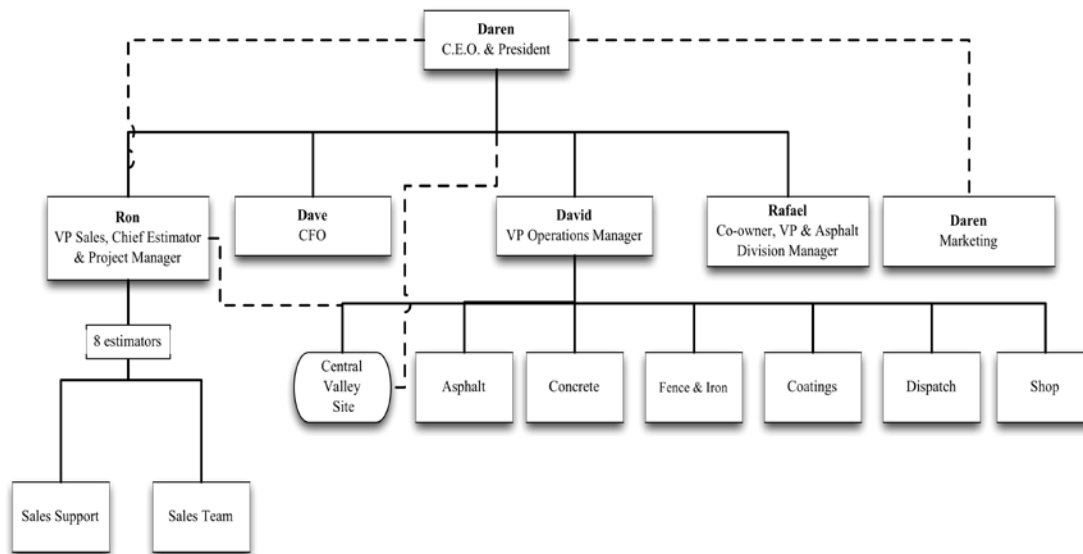 Daren
C.E.O. & President
Ron
VP Sales, Chief Estimator
& Project Manager
Dave
CFO
David
VP Operations Manager
Rafael
Co-owner, VP & Asphalt
Division Manager
Daren
Marketing
8 estimators
Central
Valley
Site
Asphalt
Concrete
Fence & Iron
Coatings
Dispatch
Shop
Sales Support
Sales Team